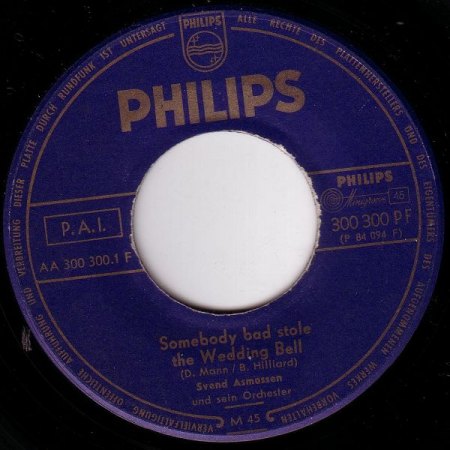 PHILIPS
PHILIPS
P.A.I.
AA 300 300.1 F
PHILIPS
Minigroove 45
300 300 PF
(P 84 094 F)
Somebody bad stole
the Wedding Bell
(D. Mann / B. Hilliard)
Svend Asmussen
und sein Orchester
M 45
ALLE RECHTE DES PLATTENHERSTELLERS UND DES EIGENTÜMERS DES AUFGENOMMENEN WERKES VORBEHALTEN
VERVIELFÄLTIGUNG ÖFFENTLICHE AUFFÜHRUNG UND VERBREITUNG DIESER PLATTE DURCH RUNDFUNK IST UNTERSAGT